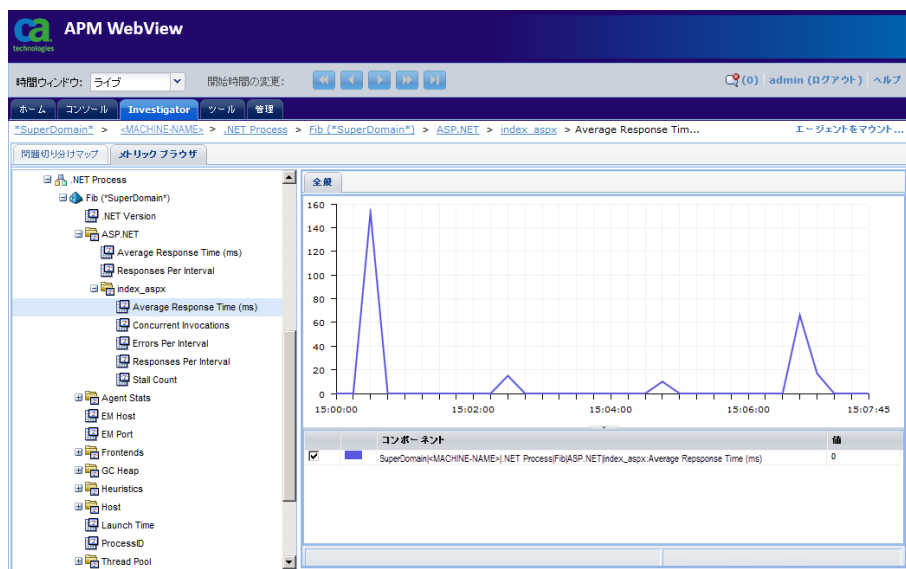 ca
technologies
APM WebView
時間ウィンドウ: ライブ 開始時間の変更: (0) admin (ログアウト) ヘルプ
ホーム コンソール Investigator ツール 管理
*SuperDomain* > <MACHINE-NAME> > .NET Process > Fib (*SuperDomain*) > ASP.NET > index_aspx > Average Response Tim... エージェントをマウント...
問題切り分けマップ メトリック ブラウザ
.NET Process
Fib (*SuperDomain*)
.NET Version
ASP.NET
Average Response Time (ms)
Responses Per Interval
index_aspx
Average Response Time (ms)
Concurrent Invocations
Errors Per Interval
Responses Per Interval
Stall Count
Agent Stats
EM Host
EM Port
Frontends
GC Heap
Heuristics
Host
Launch Time
ProcessID
Thread Pool
全般
160
140
120
100
80
60
40
20
0
15:00:00 15:02:00 15:04:00 15:06:00 15:07:45
コンポーネント 値
SuperDomain|<MACHINE-NAME>|.NET Process|Fib|ASP.NET|index_aspx:Average Repsponse Time (ms) 0